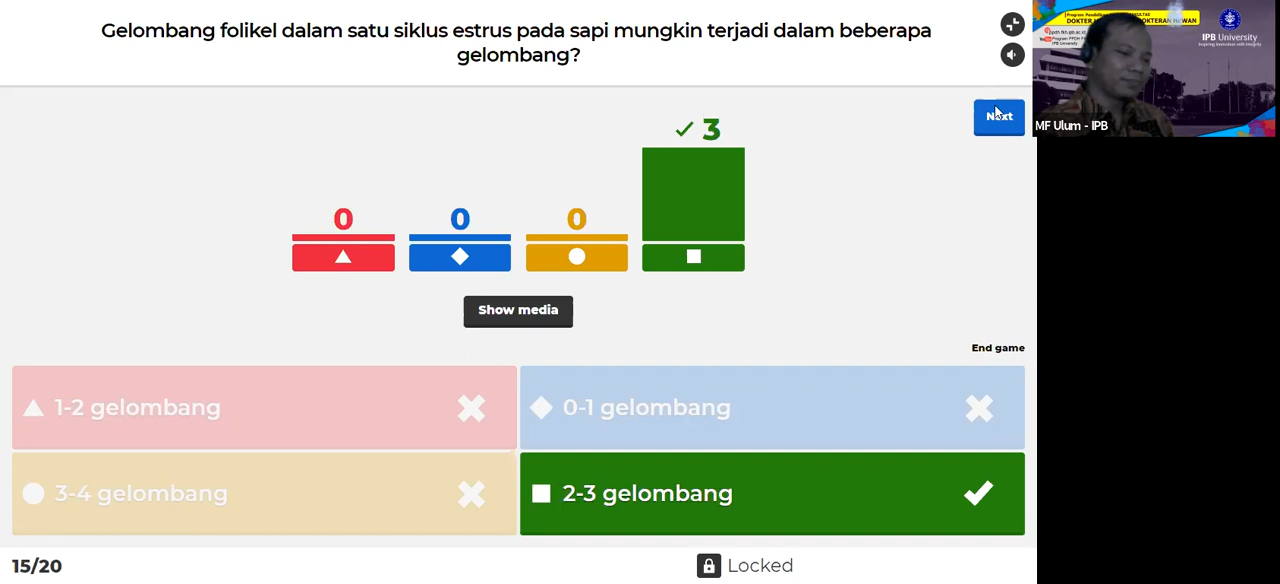 Gelombang folikel dalam satu siklus estrus pada sapi mungkin terjadi dalam beberapa
gelombang?
Next
3
0
0
0
Show media
End game
1-2 gelombang
0-1 gelombang
3-4 gelombang
2-3 gelombang
15/20
Locked
DOKTER
IPB University
MF Ulum - IPB